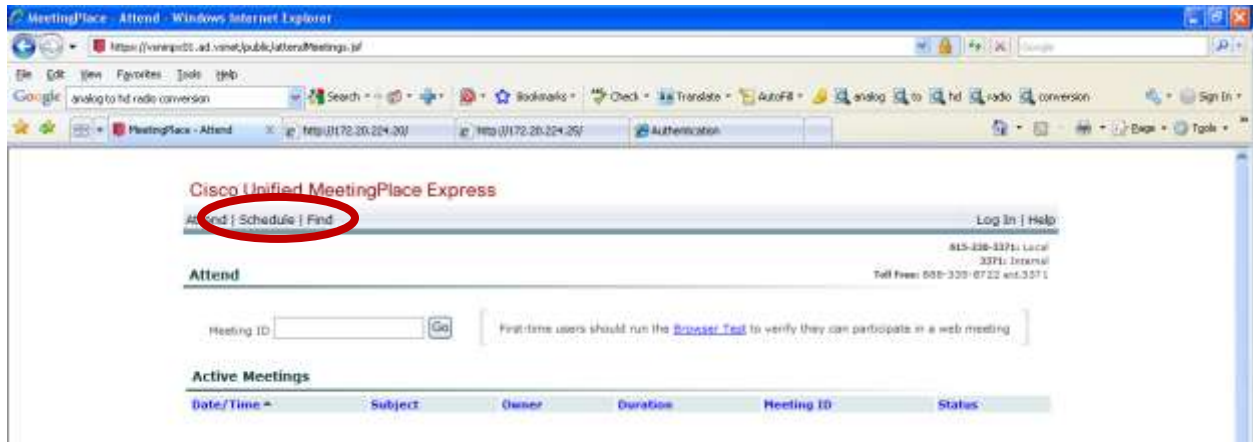 MeetingPlace - Attend - Windows Internet Explorer
Google
File Edit View Favorites Tools Help
Google analog to hd radio conversion Search Bookmarks Check Translate AutoFill analog to hd radio conversion Sign In
MeetingPlace - Attend http://172.20.224.20/ http://172.20.224.25/ Authentication Page Tools
Cisco Unified MeetingPlace Express
Attend | Schedule | Find Log In | Help
Local
3371: Internal
Attend Toll Free:
Meeting ID Go First-time users should run the Browser Test to verify they can participate in a web meeting
Active Meetings
Date/Time Subject Owner Duration Meeting ID Status